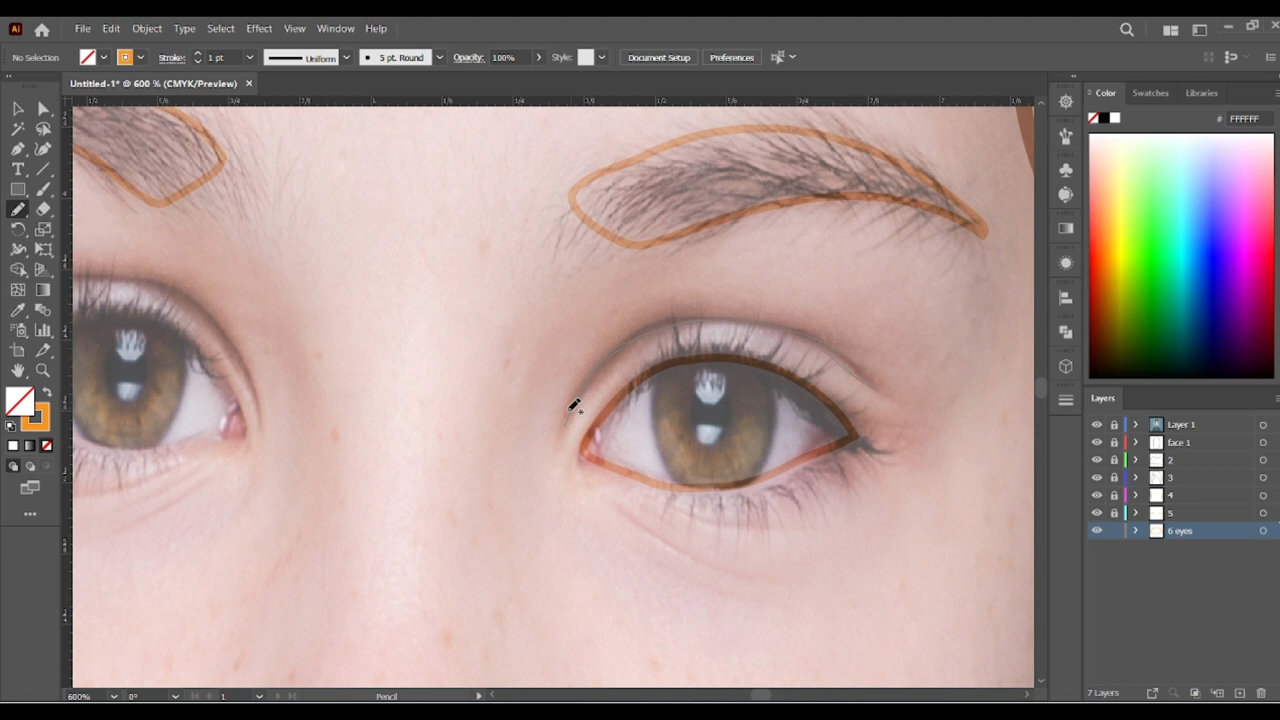 Ai File Edit Object Type Select Effect View Window Help
No Selection Stroke: 1 pt Uniform 5 pt. Round Opacity: 100% Style: Document Setup Preferences
Untitled-1* @ 600 % (CMYK/Preview) ×
Color Swatches Libraries
# FFFFFF
Layers
Layer 1
face 1
2
3
4
5
6 eyes
600% 0° 1 Pencil 7 Layers